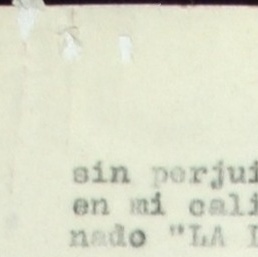 sin perjui
en mi cali
nado "LA